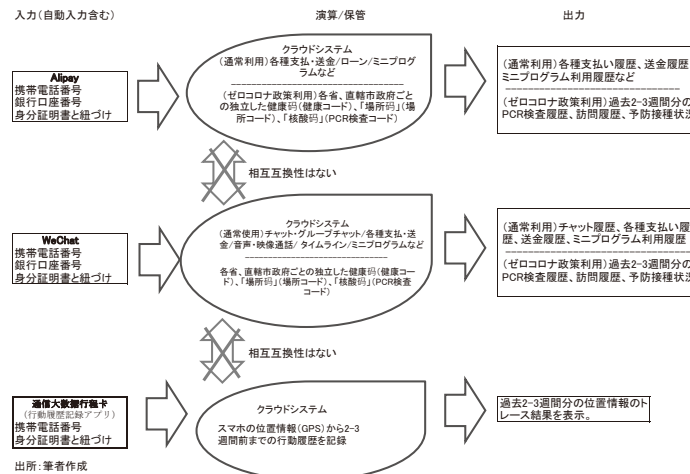 入力(自動入力含む)
演算/保管
出力
Alipay
携帯電話番号
銀行口座番号
身分証明書と紐づけ
クラウドシステム
(通常利用)各種支払・送金/ローン/ミニプログ
ラムなど
(ゼロコロナ政策利用)各省、直轄市政府ごと
の独立した健康码(健康コード)、「场所码」(場
所コード)、「核酸码」(PCR検査コード)
(通常利用)各種支払い履歴、送金履歴
ミニプログラム利用履歴など
(ゼロコロナ政策利用)過去2-3週間分の
PCR検査履歴、訪問履歴、予防接種状況
相互互換性はない
WeChat
携帯電話番号
銀行口座番号
身分証明書と紐づけ
クラウドシステム
(通常使用)チャット・グループチャット/各種支払・送
金/音声・映像通話/ タイムライン/ミニプログラムなど
各省、直轄市政府ごとの独立した健康码(健康コー
ド)、「场所码」(場所コード)、「核酸码」(PCR検査
コード)
(通常利用)チャット履歴、各種支払い履
歴、送金履歴、ミニプログラム利用履歴
(ゼロコロナ政策利用)過去2-3週間分の
PCR検査履歴、訪問履歴、予防接種状況
相互互換性はない
通信大数据行程卡
(行動履歴記録アプリ)
携帯電話番号
身分証明書と紐づけ
クラウドシステム
スマホの位置情報(GPS)から2-3
週間前までの行動履歴を記録
過去2-3週間分の位置情報のト
レース結果を表示。
出所:筆者作成